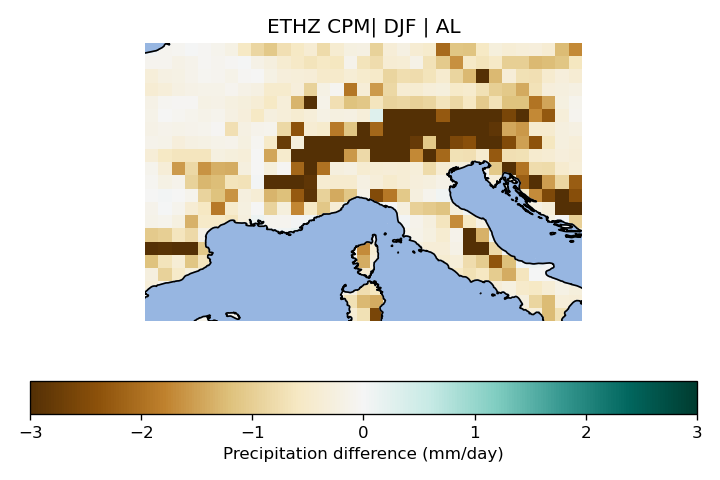 ETHZ CPM| DJF | AL
−3 −2 −1 0 1 2 3
Precipitation difference (mm/day)